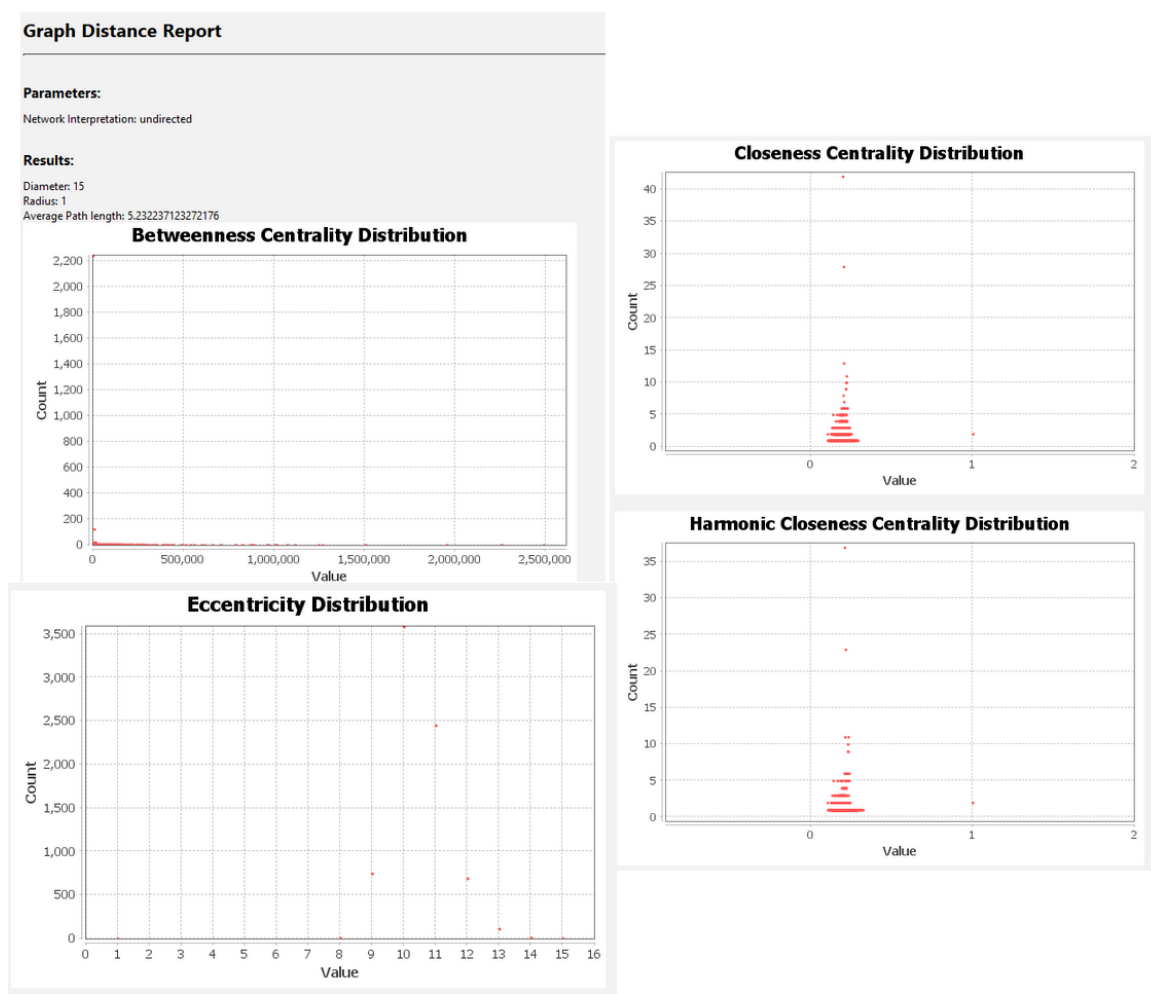 Graph Distance Report
Parameters:
Network Interpretation: undirected
Results:
Diameter: 15
Radius: 1
Average Path length: 5.232237123272176
Betweenness Centrality Distribution
2,200
2,000
1,800
1,600
1,400
1,200
1,000
800
600
400
200
0
Count
0 500,000 1,000,000 1,500,000 2,000,000 2,500,000
Value
Closeness Centrality Distribution
40
35
30
25
20
15
10
5
0
Count
0 1 2
Value
Harmonic Closeness Centrality Distribution
35
30
25
20
15
10
5
0
Count
0 1 2
Value
Eccentricity Distribution
3,500
3,000
2,500
2,000
1,500
1,000
500
0
Count
0 1 2 3 4 5 6 7 8 9 10 11 12 13 14 15 16
Value